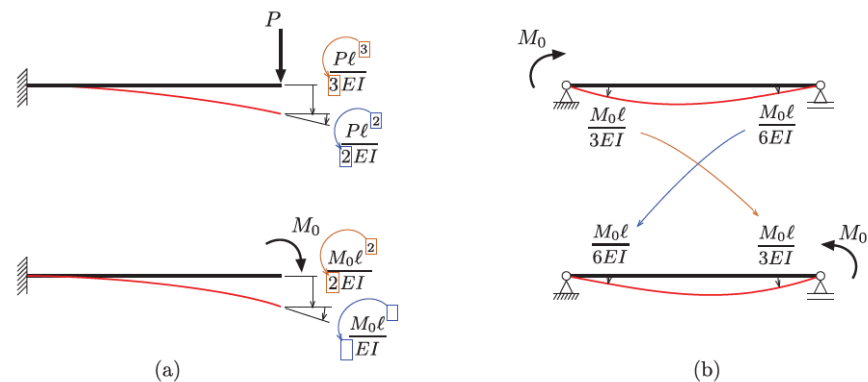 P
Pℓ³
3EI
Pℓ²
2EI
M₀
M₀ℓ²
2EI
M₀ℓ
EI
(a)
M₀
M₀ℓ
3EI
M₀ℓ
6EI
M₀ℓ
6EI
M₀ℓ
3EI
M₀
(b)